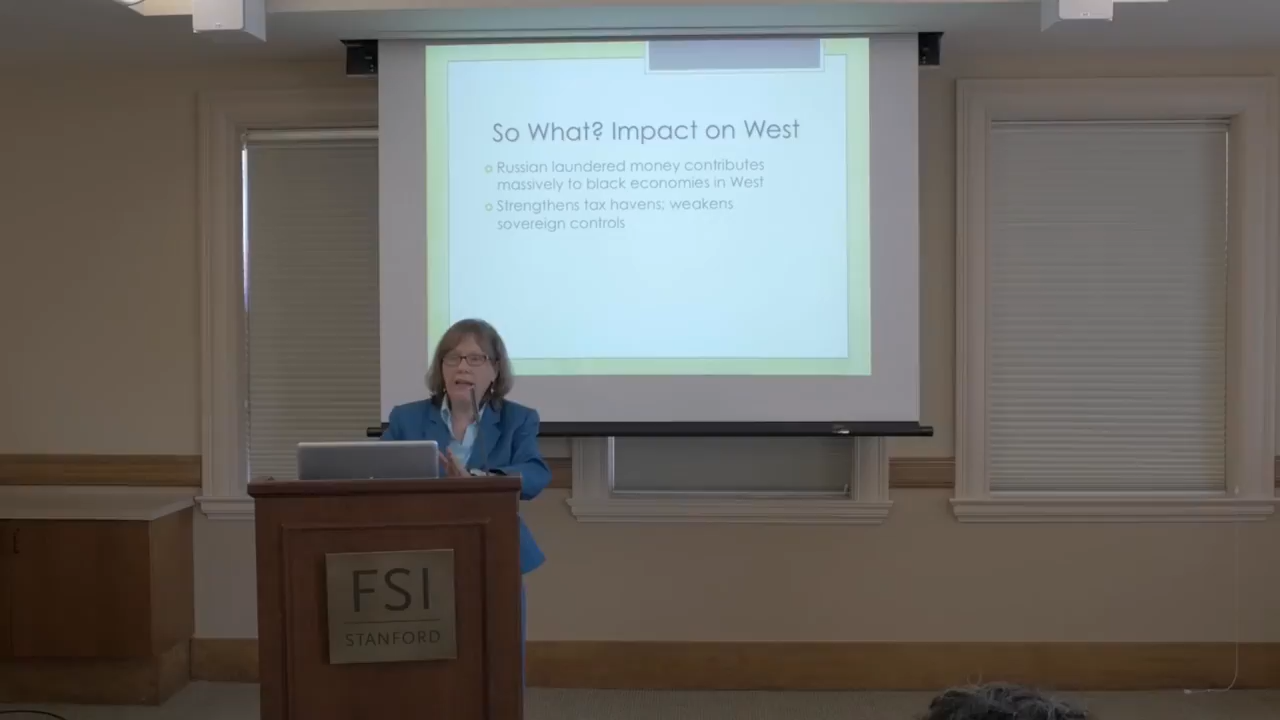 So What? Impact on West
Russian laundered money contributes
massively to black economies in West
Strengthens tax havens; weakens
sovereign controls
FSI
STANFORD